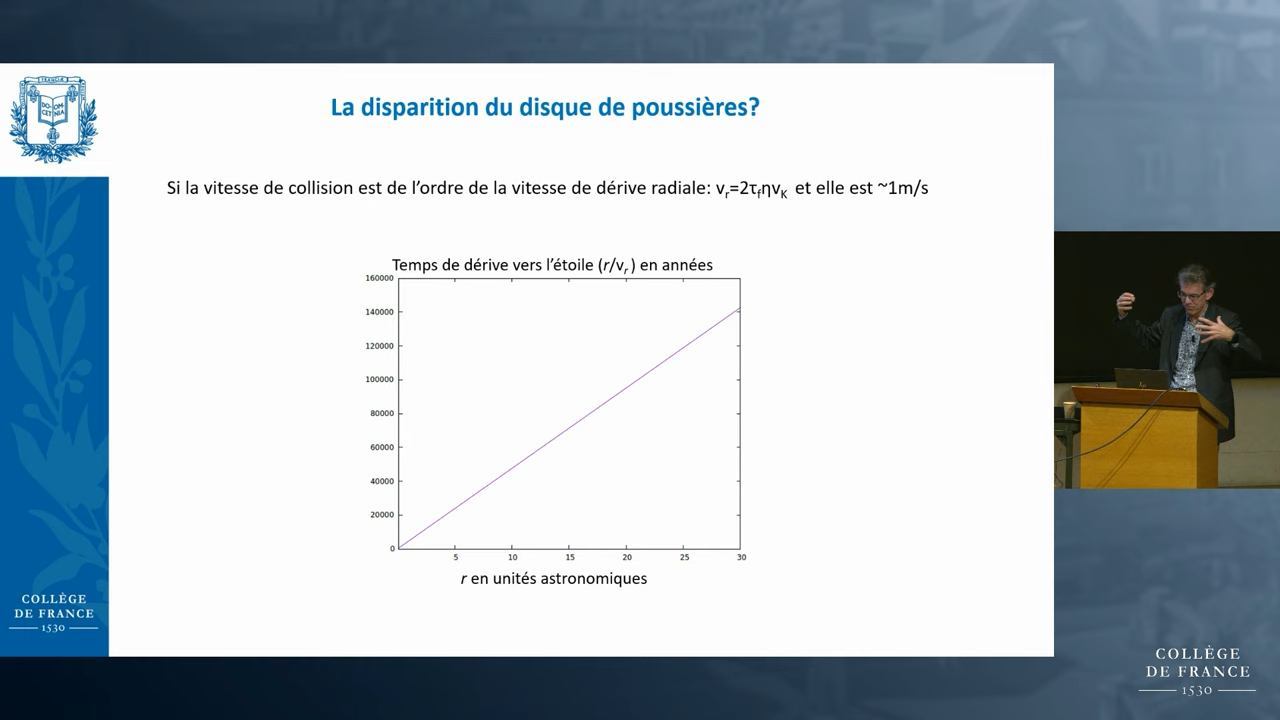 La disparition du disque de poussières?
Si la vitesse de collision est de l'ordre de la vitesse de dérive radiale: vr=2τfηvK et elle est ~1m/s
Temps de dérive vers l'étoile (r/vr) en années
160000
140000
120000
100000
80000
60000
40000
20000
0
5
10
15
20
25
30
r en unités astronomiques
COLLÈGE
DE FRANCE
1530
COLLÈGE
DE FRANCE
1530